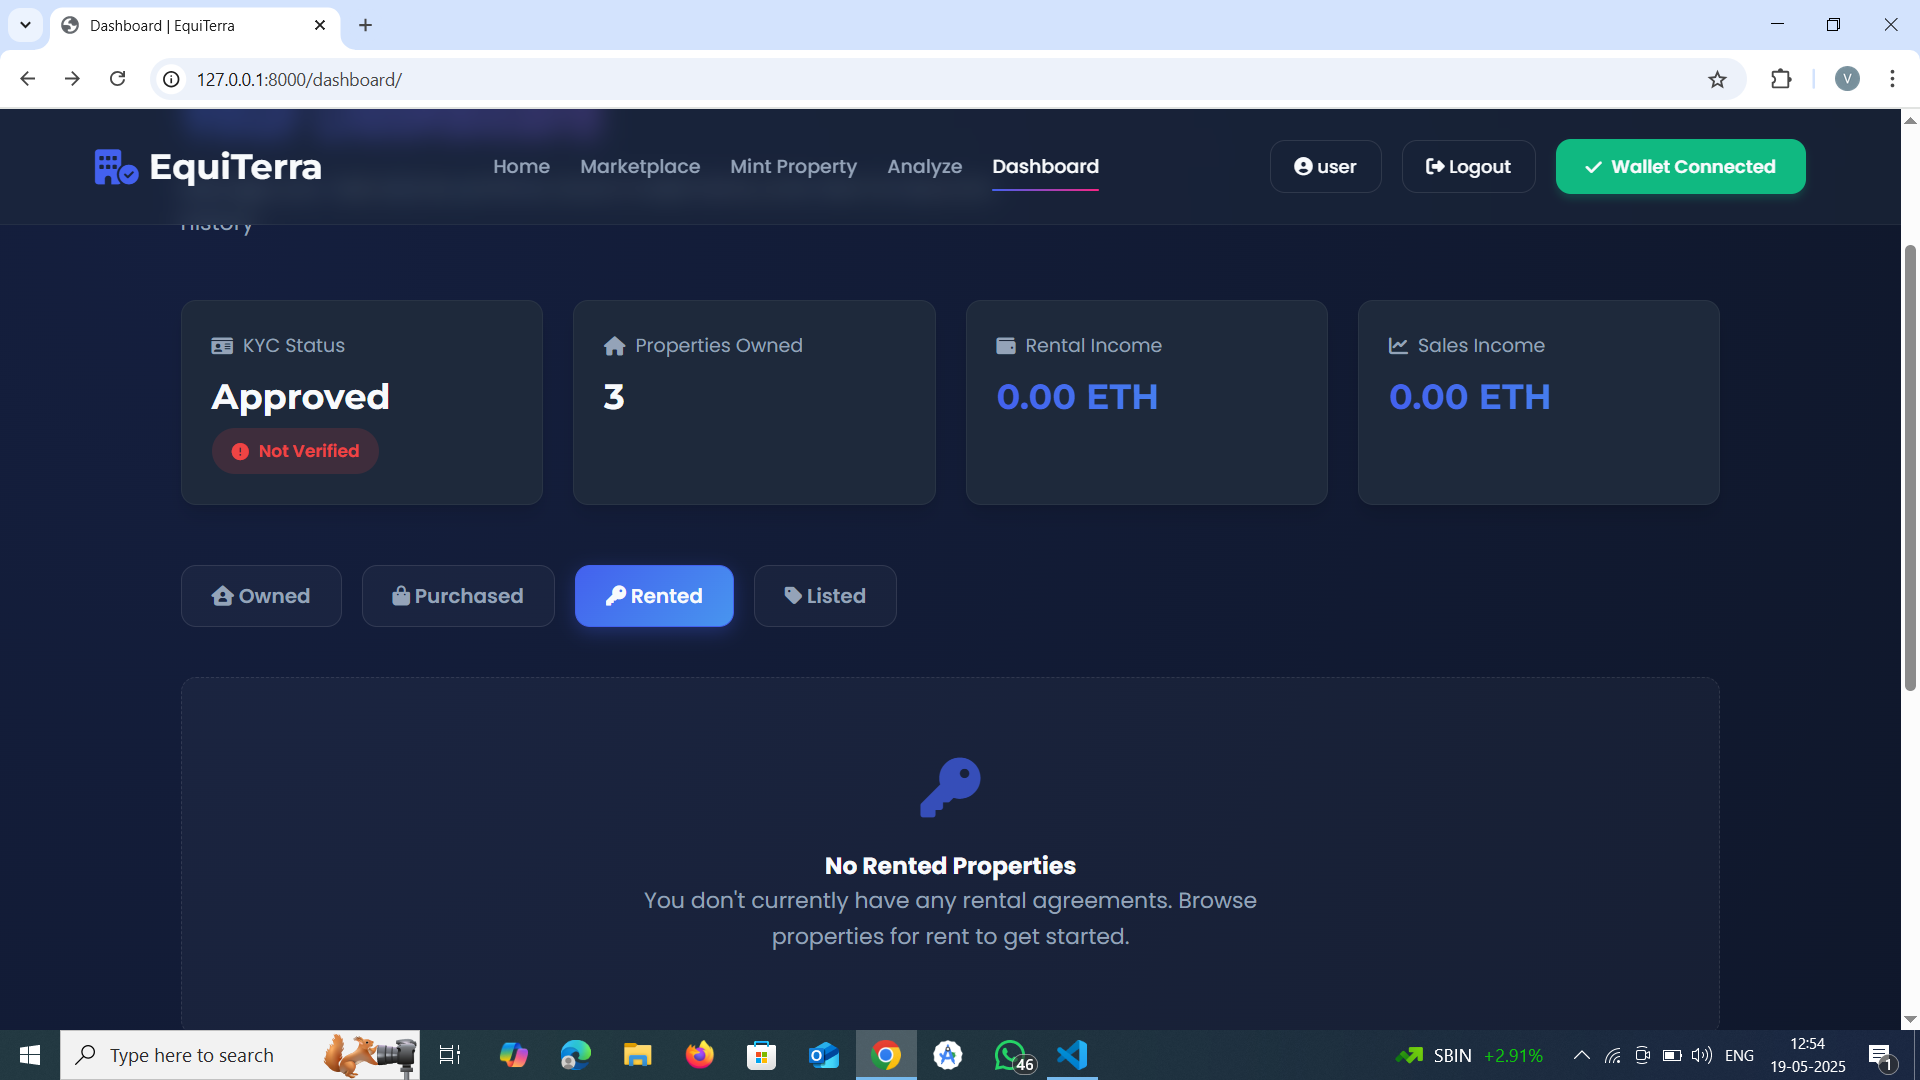 Dashboard | EquiTerra
127.0.0.1:8000/dashboard/
V
EquiTerra
Home
Marketplace
Mint Property
Analyze
Dashboard
user
Logout
Wallet Connected
KYC Status
Approved
Not Verified
Properties Owned
3
Rental Income
0.00 ETH
Sales Income
0.00 ETH
Owned
Purchased
Rented
Listed
No Rented Properties
You don't currently have any rental agreements. Browse
properties for rent to get started.
Type here to search
46
SBIN +2.91%
ENG
12:54
19-05-2025
1